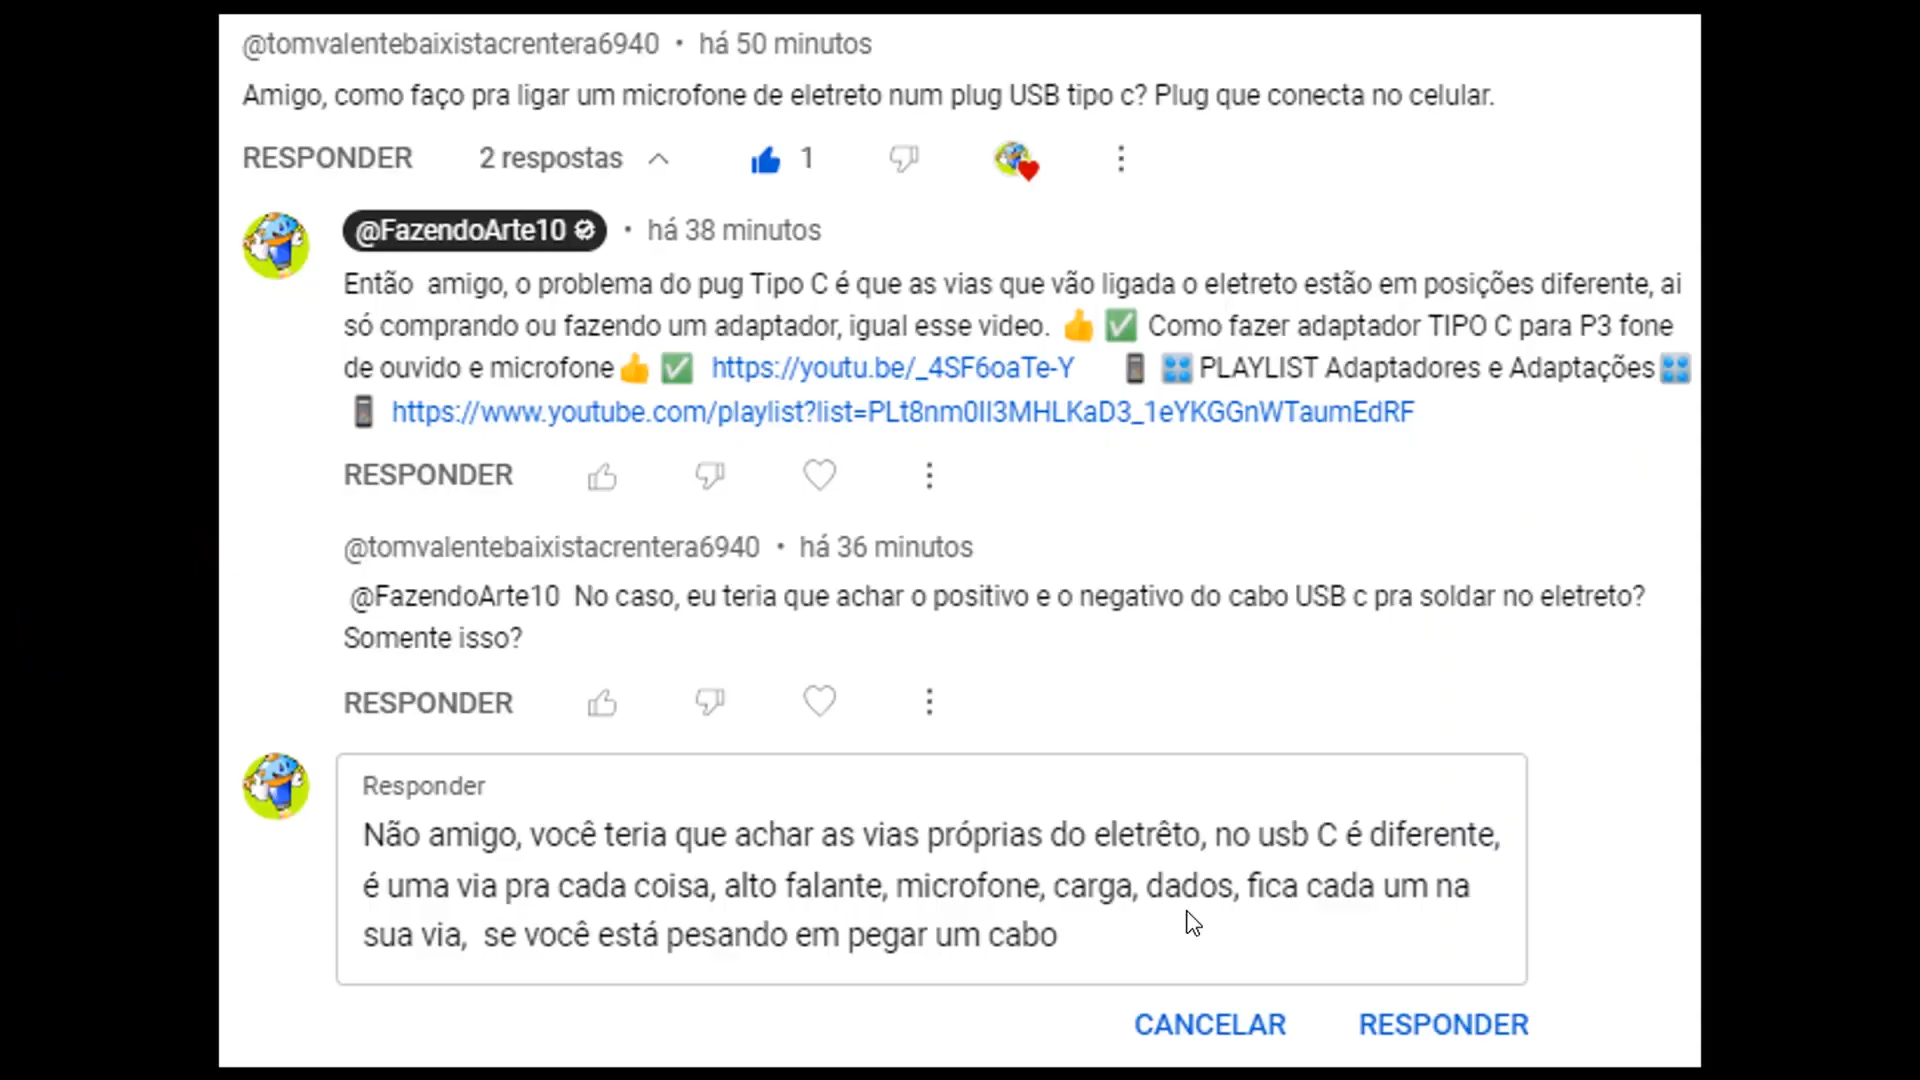 @tomvalentebaixistacrentera6940 • há 50 minutos
Amigo, como faço pra ligar um microfone de eletreto num plug USB tipo c? Plug que conecta no celular.
RESPONDER 2 respostas 1
@FazendoArte10 • há 38 minutos
Então amigo, o problema do pug Tipo C é que as vias que vão ligada o eletreto estão em posições diferente, ai
só comprando ou fazendo um adaptador, igual esse video. 👍 ✅ Como fazer adaptador TIPO C para P3 fone
de ouvido e microfone👍 ✅ https://youtu.be/_4SF6oaTe-Y 📱 🎛 PLAYLIST Adaptadores e Adaptações🎛
📱 https://www.youtube.com/playlist?list=PLt8nm0II3MHLKaD3_1eYKGGnWTaumEdRF
RESPONDER
@tomvalentebaixistacrentera6940 • há 36 minutos
@FazendoArte10 No caso, eu teria que achar o positivo e o negativo do cabo USB c pra soldar no eletreto?
Somente isso?
RESPONDER
Responder
Não amigo, você teria que achar as vias próprias do eletrêto, no usb C é diferente,
é uma via pra cada coisa, alto falante, microfone, carga, dados, fica cada um na
sua via, se você está pesando em pegar um cabo
CANCELAR RESPONDER